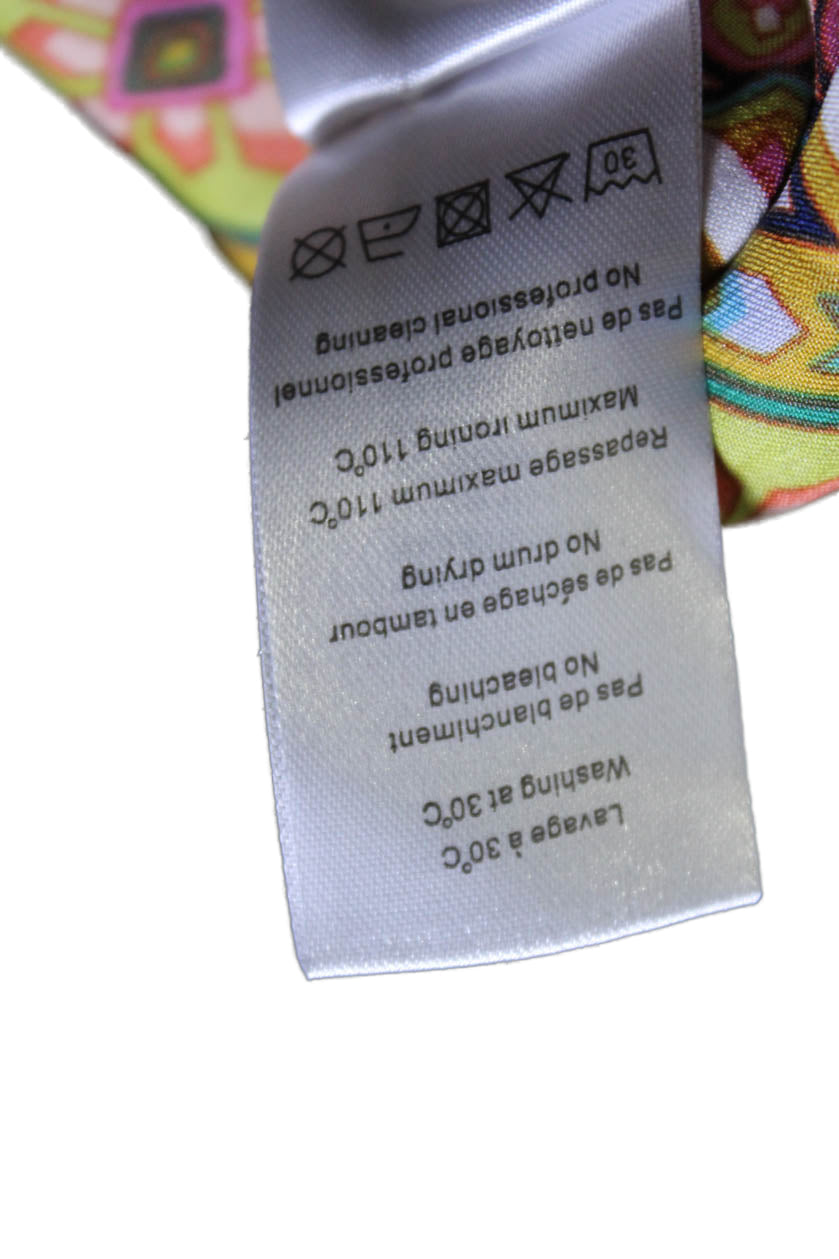 Lavage à 30°C
Washing at 30°C
Pas de blanchiment
No bleaching
Pas de séchage en tambour
No drum drying
Repassage maximum 110°C
Maximum ironing 110°C
Pas de nettoyage professionnel
No professional cleaning
30